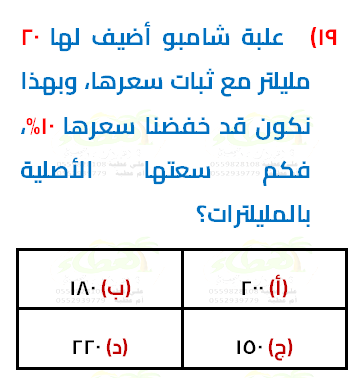 ١٩) علبة شامبو أضيف لها ٢٠
مليلتر مع ثبات سعرها، وبهذا
نكون قد خفضنا سعرها ١٠%،
فكم سعتها الأصلية
بالمليلترات؟
(أ) ٢٠٠ (ب) ١٨٠
(ج) ١٥٠ (د) ٢٢٠